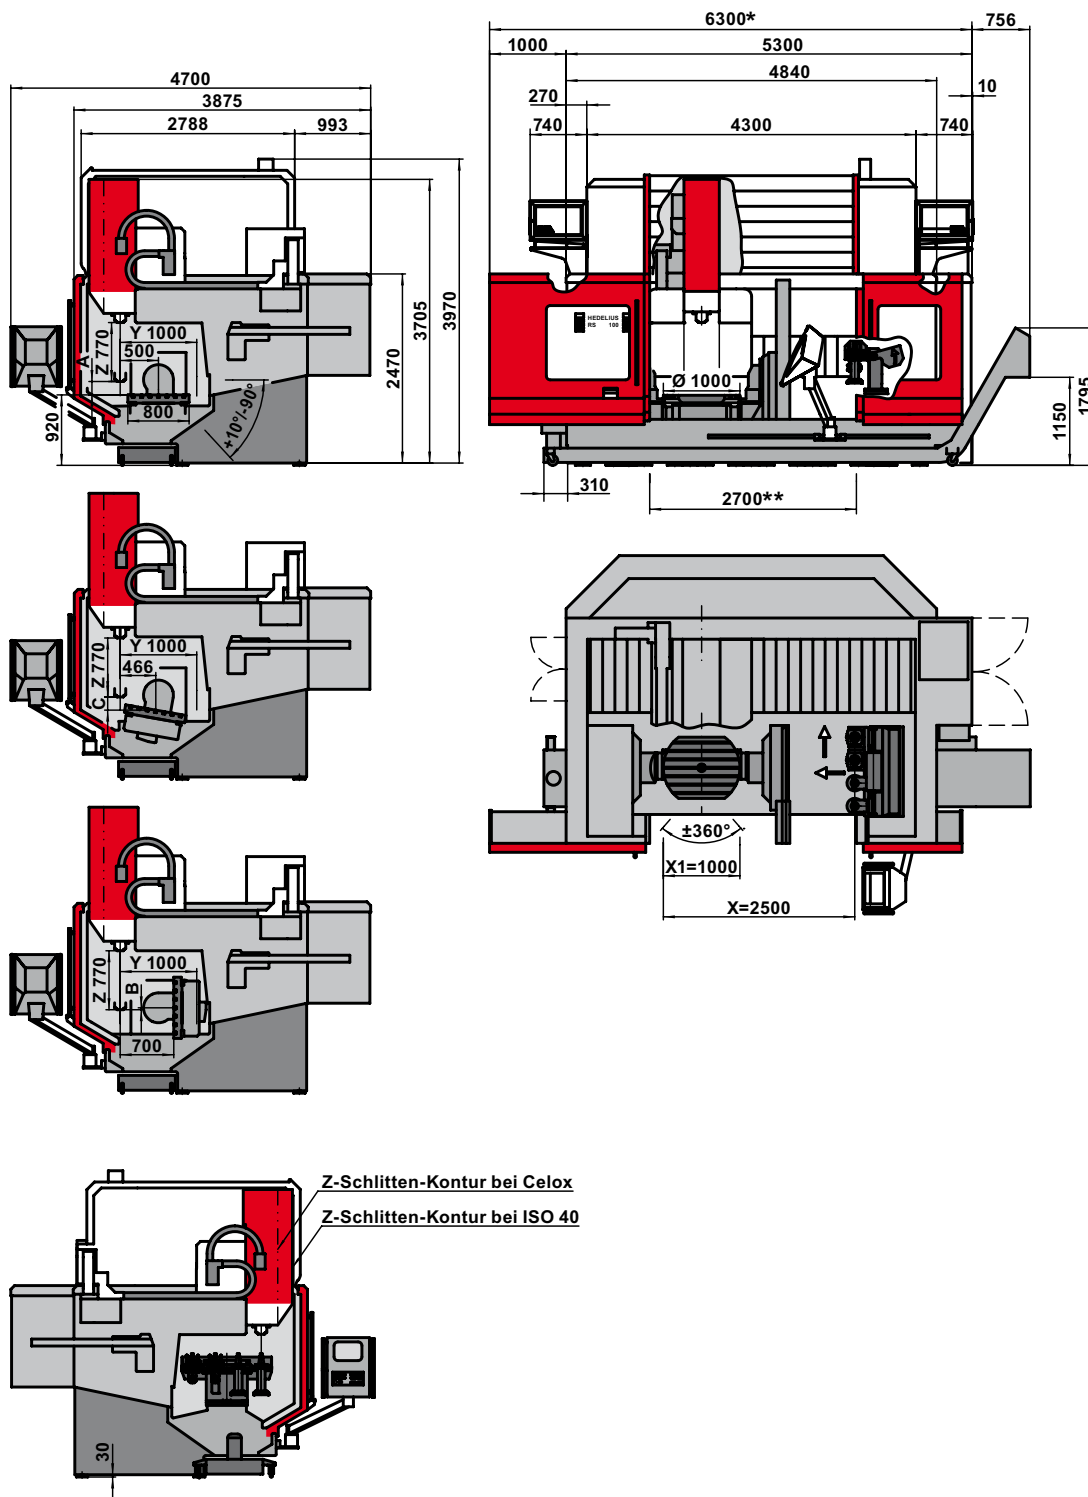 4700
3875
2788
993
Y 1000
Z 770
500
A
800
920
+10°/-90°
2470
3705
3970
6300*
756
1000
5300
4840
10
270
740
4300
740
HEDELIUS
RS 100
Ø 1000
310
2700**
1150
1795
Y 1000
Z 770
466
C
±360°
X1=1000
X=2500
Y 1000
Z 770
B
700
Z-Schlitten-Kontur bei Celox
Z-Schlitten-Kontur bei ISO 40
30